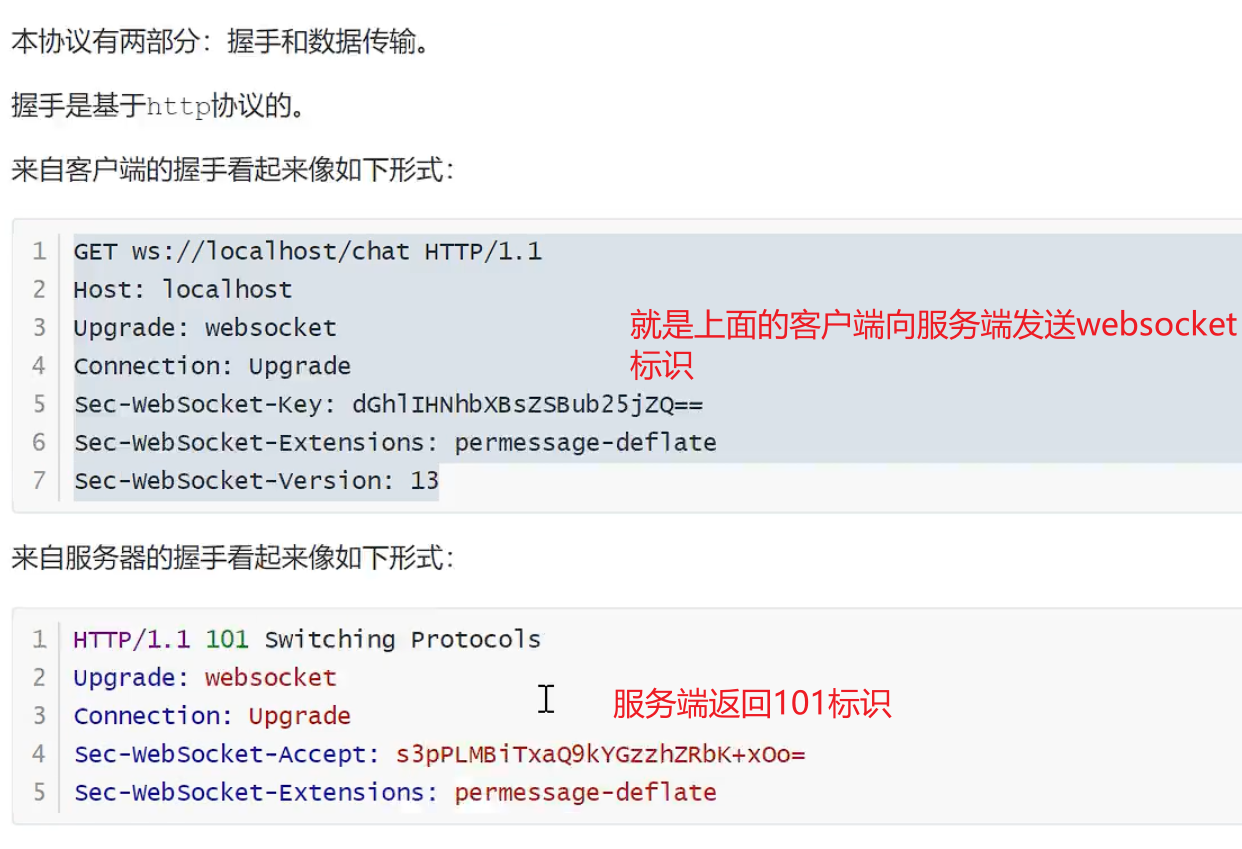 本协议有两部分：握手和数据传输。
握手是基于http协议的。
来自客户端的握手看起来像如下形式：
1 GET ws://localhost/chat HTTP/1.1
2 Host: localhost
3 Upgrade: websocket
就是上面的客户端向服务端发送websocket
标识
4 Connection: Upgrade
5 Sec-WebSocket-Key: dGhlIHNhbXBsZSBub25jZQ==
6 Sec-WebSocket-Extensions: permessage-deflate
7 Sec-WebSocket-Version: 13
来自服务器的握手看起来像如下形式：
1 HTTP/1.1 101 Switching Protocols
2 Upgrade: websocket
3 Connection: Upgrade
服务端返回101标识
4 Sec-WebSocket-Accept: s3pPLMBiTxaQ9kYGzzhZRbK+xOo=
5 Sec-WebSocket-Extensions: permessage-deflate